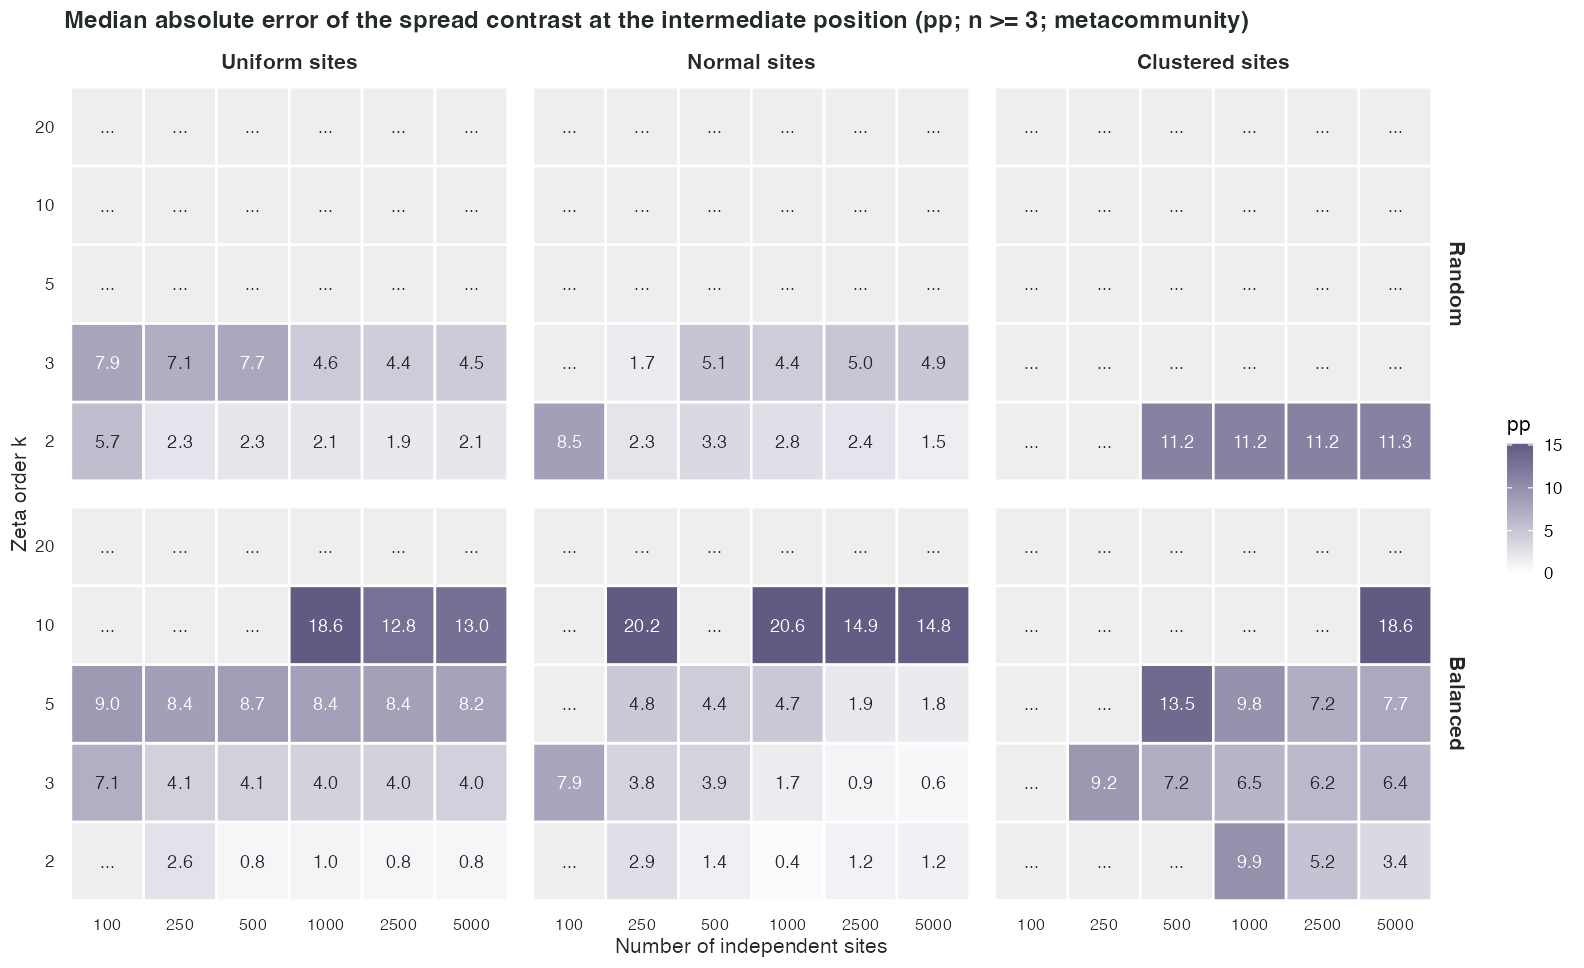 Median absolute error of the spread contrast at the intermediate position (pp; n >= 3; metacommunity)
Uniform sites Normal sites Clustered sites
20 ... ... ... ... ... ... ... ... ... ... ... ... ... ... ... ... ... ...
10 ... ... ... ... ... ... ... ... ... ... ... ... ... ... ... ... ... ...
5 ... ... ... ... ... ... ... ... ... ... ... ... ... ... ... ... ... ...
3 7.9 7.1 7.7 4.6 4.4 4.5 ... 1.7 5.1 4.4 5.0 4.9 ... ... ... ... ... ...
2 5.7 2.3 2.3 2.1 1.9 2.1 8.5 2.3 3.3 2.8 2.4 1.5 ... ... 11.2 11.2 11.2 11.3
Random
20 ... ... ... ... ... ... ... ... ... ... ... ... ... ... ... ... ... ...
10 ... ... ... 18.6 12.8 13.0 ... 20.2 ... 20.6 14.9 14.8 ... ... ... ... ... 18.6
5 9.0 8.4 8.7 8.4 8.4 8.2 ... 4.8 4.4 4.7 1.9 1.8 ... ... 13.5 9.8 7.2 7.7
3 7.1 4.1 4.1 4.0 4.0 4.0 7.9 3.8 3.9 1.7 0.9 0.6 ... 9.2 7.2 6.5 6.2 6.4
2 ... 2.6 0.8 1.0 0.8 0.8 ... 2.9 1.4 0.4 1.2 1.2 ... ... ... 9.9 5.2 3.4
Balanced
100 250 500 1000 2500 5000 100 250 500 1000 2500 5000 100 250 500 1000 2500 5000
Number of independent sites
Zeta order k
pp
15
10
5
0